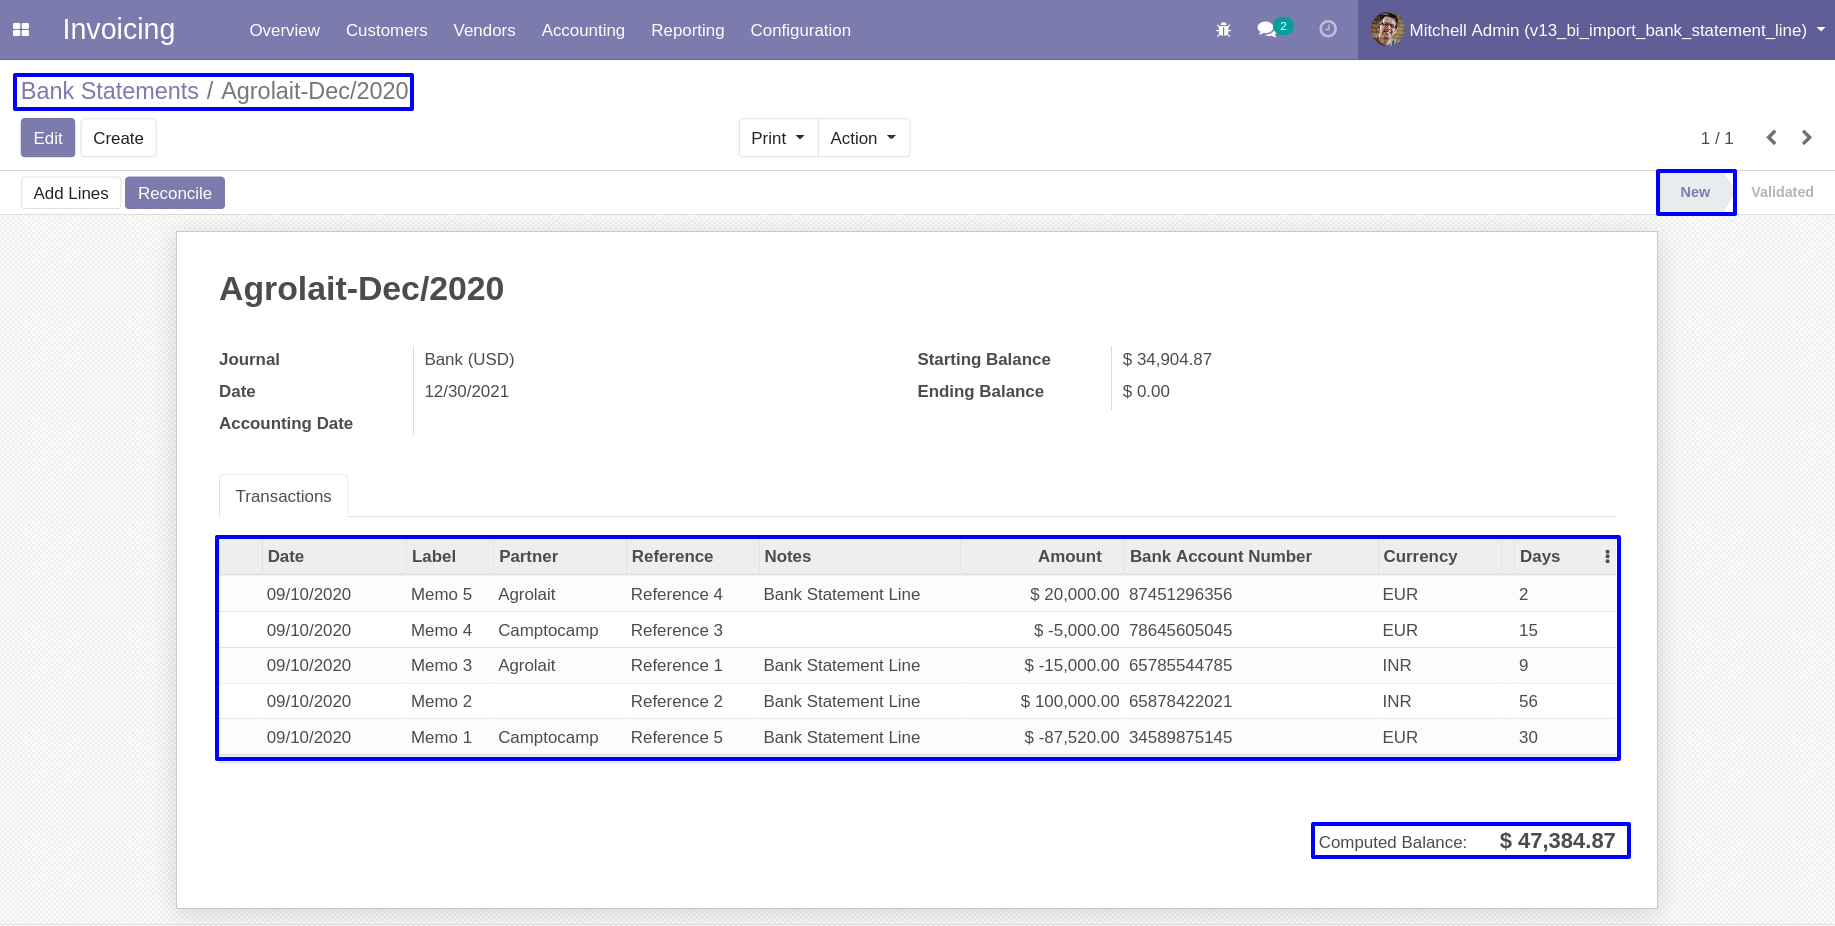 Invoicing Overview Customers Vendors Accounting Reporting Configuration 2 Mitchell Admin (v13_bi_import_bank_statement_line)
Bank Statements / Agrolait-Dec/2020
Edit Create Print Action 1 / 1
Add Lines Reconcile New Validated
Agrolait-Dec/2020
Journal Bank (USD) Starting Balance $ 34,904.87
Date 12/30/2021 Ending Balance $ 0.00
Accounting Date
Transactions
Date Label Partner Reference Notes Amount Bank Account Number Currency Days
09/10/2020 Memo 5 Agrolait Reference 4 Bank Statement Line $ 20,000.00 87451296356 EUR 2
09/10/2020 Memo 4 Camptocamp Reference 3 $ -5,000.00 78645605045 EUR 15
09/10/2020 Memo 3 Agrolait Reference 1 Bank Statement Line $ -15,000.00 65785544785 INR 9
09/10/2020 Memo 2 Reference 2 Bank Statement Line $ 100,000.00 65878422021 INR 56
09/10/2020 Memo 1 Camptocamp Reference 5 Bank Statement Line $ -87,520.00 34589875145 EUR 30
Computed Balance: $ 47,384.87